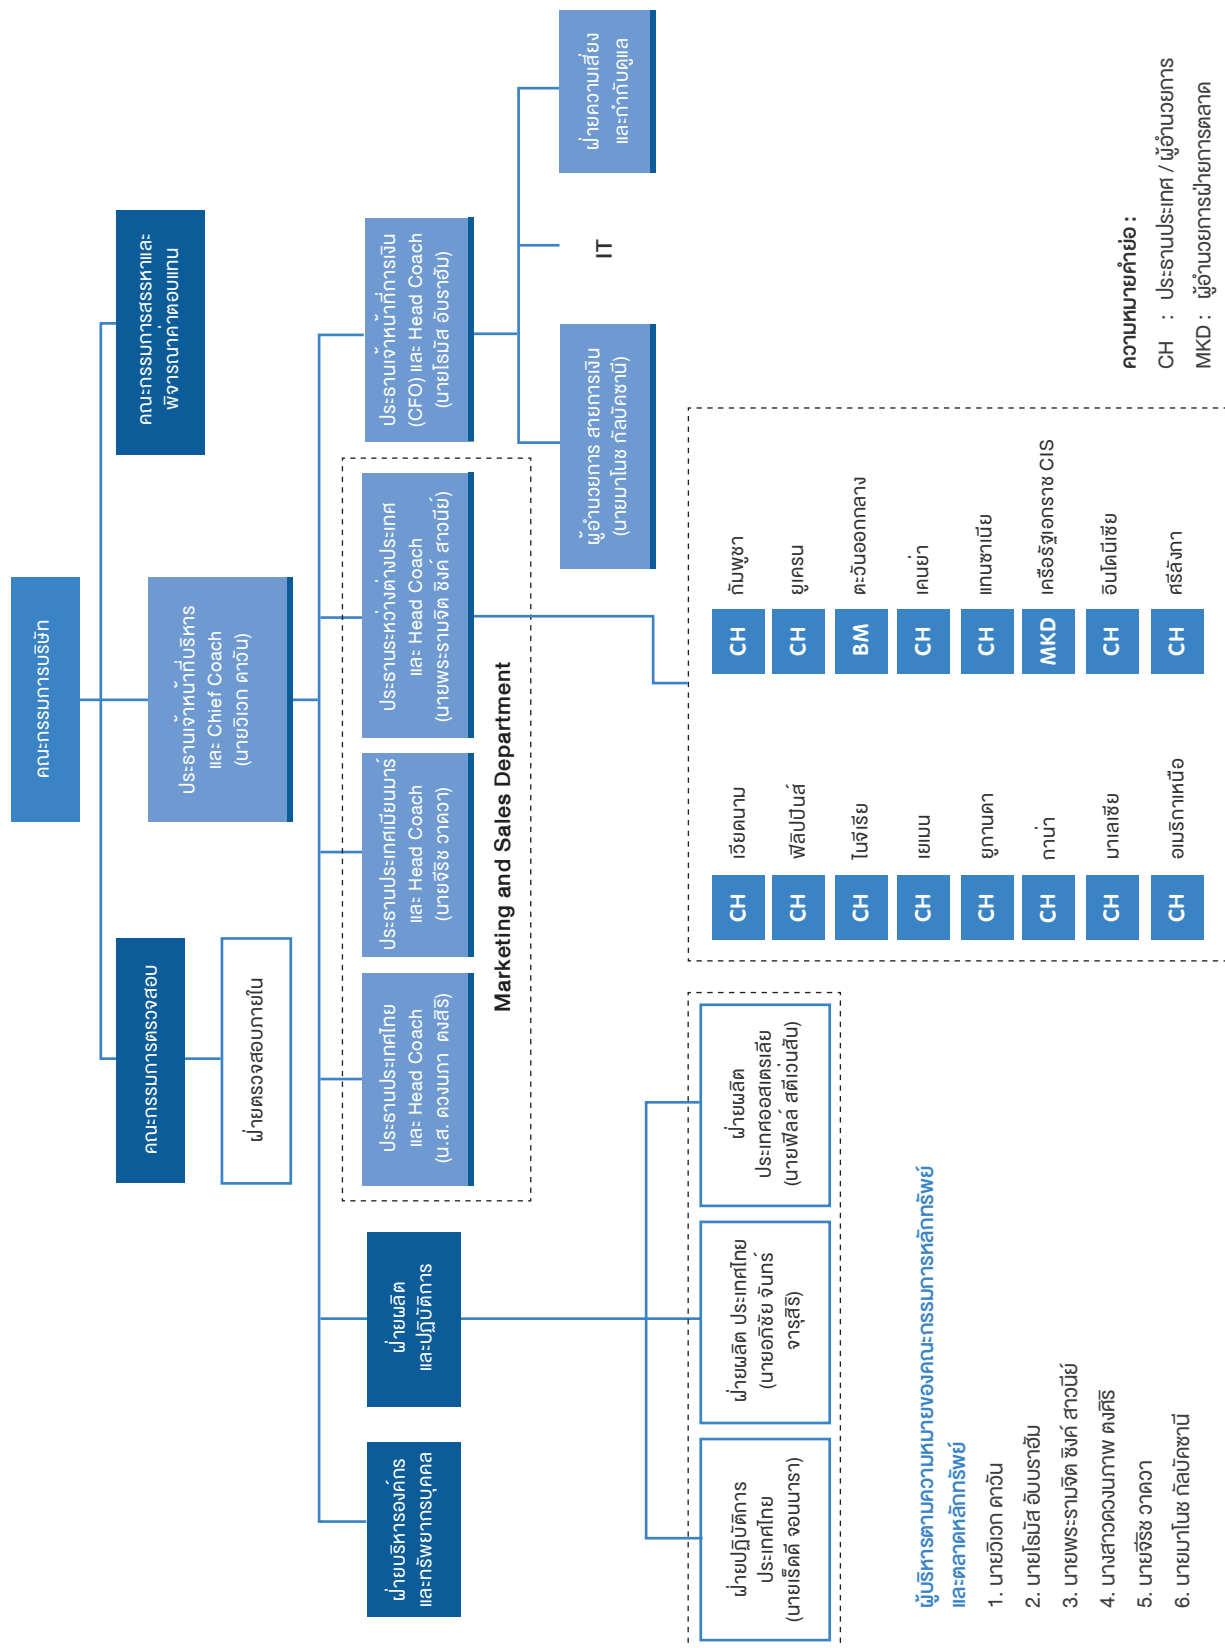 คณะกรรมการบริษัท
คณะกรรมการตรวจสอบ
คณะกรรมการสรรหาและ
พิจารณาค่าตอบแทน
ฝ่ายตรวจสอบภายใน
ประธานเจ้าหน้าที่บริหาร
และ Chief Coach
(นายวิเวก ดาวัน)
ฝ่ายบริหารองค์กร
และทรัพยากรบุคคล
ฝ่ายผลิต
และปฏิบัติการ
ประธานประเทศไทย
และ Head Coach
(น.ส. ดวงนภา ตงสิริ)
ประธานประเทศเมียนมาร์
และ Head Coach
(นายจีริช วาดวา)
ประธานระหว่างต่างประเทศ
และ Head Coach
(นายพระรามจิต ซิงค์ สาวนีย์)
ประธานเจ้าหน้าที่การเงิน
(CFO) และ Head Coach
(นายโธมัส อับราฮัม)
Marketing and Sales Department
ผู้อำนวยการ สายการเงิน
(นายมาโนช กัลบัคซานี)
IT
ฝ่ายความเสี่ยง
และกำกับดูแล
ฝ่ายปฏิบัติการ
ประเทศไทย
(นายเร็ดดี จอนนารา)
ฝ่ายผลิต ประเทศไทย
(นายอภิชัย จันทร์
จารุสิริ)
ฝ่ายผลิต
ประเทศออสเตรเลีย
(นายฟิลล์ สตีเว่นสัน)
CH เวียดนาม CH กัมพูชา
CH ฟิลิปปินส์ CH ยูเครน
CH ไนจีเรีย BM ตะวันออกกลาง
CH เยเมน CH เคนย่า
CH ยูกานดา CH แทนซาเนีย
CH กาน่า MKD เครือรัฐเอกราช CIS
CH มาเลเซีย CH อินโดนีเซีย
CH อเมริกาเหนือ CH ศรีลังกา
ผู้บริหารตามความหมายของคณะกรรมการหลักทรัพย์
และตลาดหลักทรัพย์
1. นายวิเวก ดาวัน
2. นายโธมัส อับบราฮัม
3. นายพระรามจิต ซิงค์ สาวนีย์
4. นางสาวดวงนภาพ ตงศิริ
5. นายจีริช วาดวา
6. นายมาโนช กัลบัคซานี
ความหมายคำย่อ :
CH : ประธานประเทศ / ผู้อำนวยการ
MKD : ผู้อำนวยการฝ่ายการตลาด